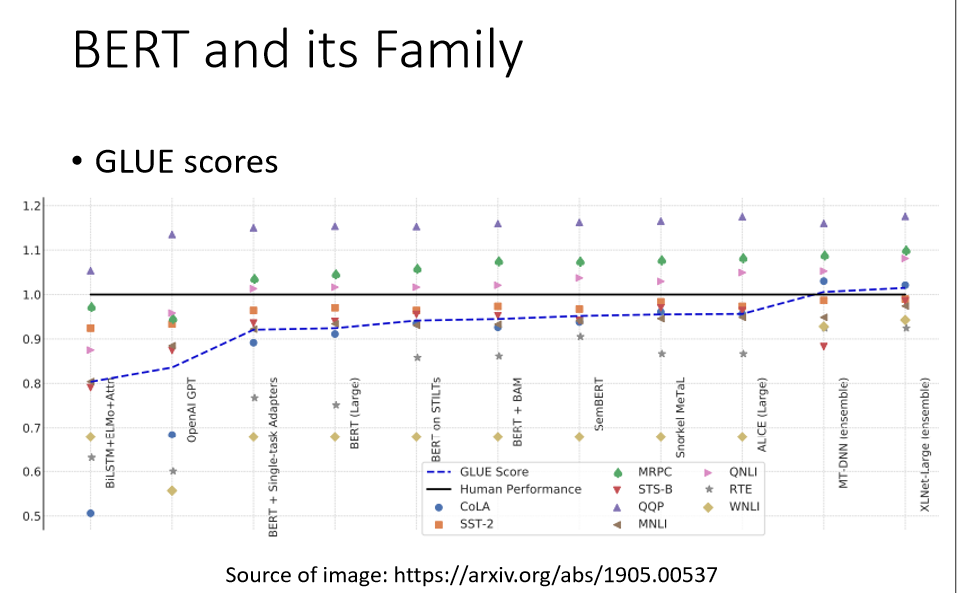 BERT and its Family
• GLUE scores
1.2
1.1
1.0
0.9
0.8
0.7
0.6
0.5
BiLSTM+ELMo+Attn
OpenAI GPT
BERT + Single-task Adapters
BERT (Large)
BERT on STILTs
BERT + BAM
SemBERT
Snorkel MeTaL
ALICE (Large)
MT-DNN (ensemble)
XLNet-Large (ensemble)
GLUE Score
Human Performance
CoLA
SST-2
MRPC
STS-B
QQP
MNLI
QNLI
RTE
WNLI
Source of image: https://arxiv.org/abs/1905.00537